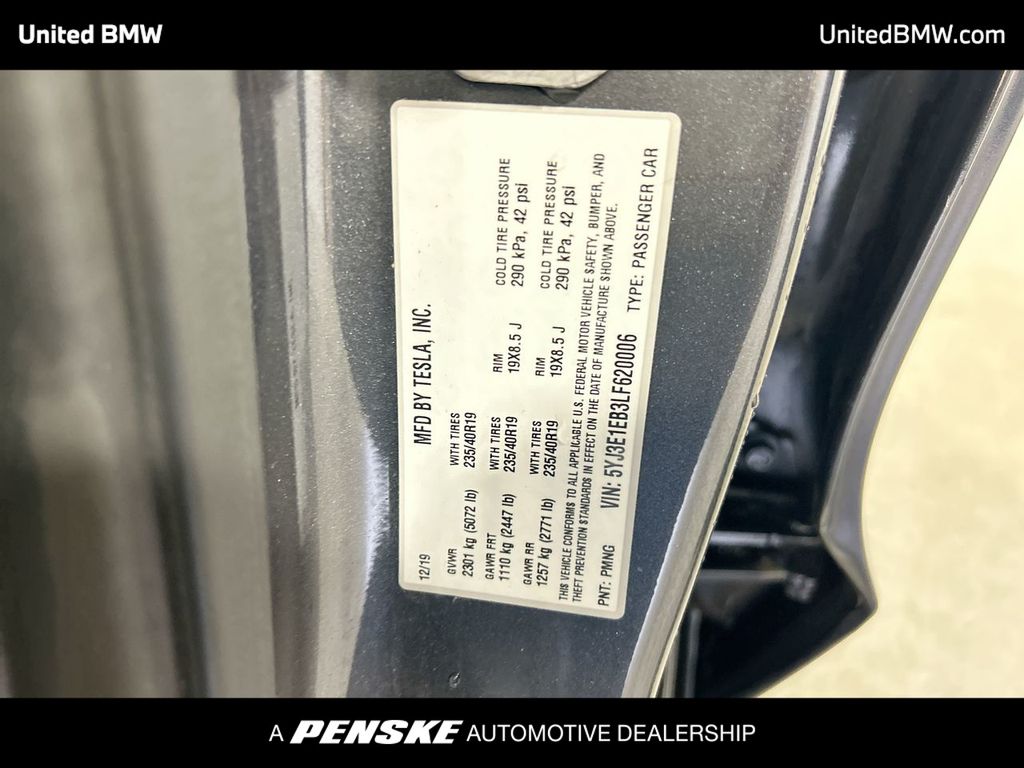 United BMW
UnitedBMW.com
MFD BY TESLA, INC.
12/19
GVWR WITH TIRES RIM COLD TIRE PRESSURE
2301 kg (5072 lb) 235/40R19
GAWR FRT WITH TIRES RIM COLD TIRE PRESSURE
1110 kg (2447 lb) 235/40R19 19X8.5 J 290 kPa, 42 psi
GAWR RR WITH TIRES RIM COLD TIRE PRESSURE
1257 kg (2771 lb) 235/40R19 19X8.5 J 290 kPa, 42 psi
THIS VEHICLE CONFORMS TO ALL APPLICABLE U.S. FEDERAL MOTOR VEHICLE SAFETY, BUMPER, AND
THEFT PREVENTION STANDARDS IN EFFECT ON THE DATE OF MANUFACTURE SHOWN ABOVE.
PNT: PMNG VIN: 5YJ3E1EB3LF620006 TYPE: PASSENGER CAR
A PENSKE AUTOMOTIVE DEALERSHIP